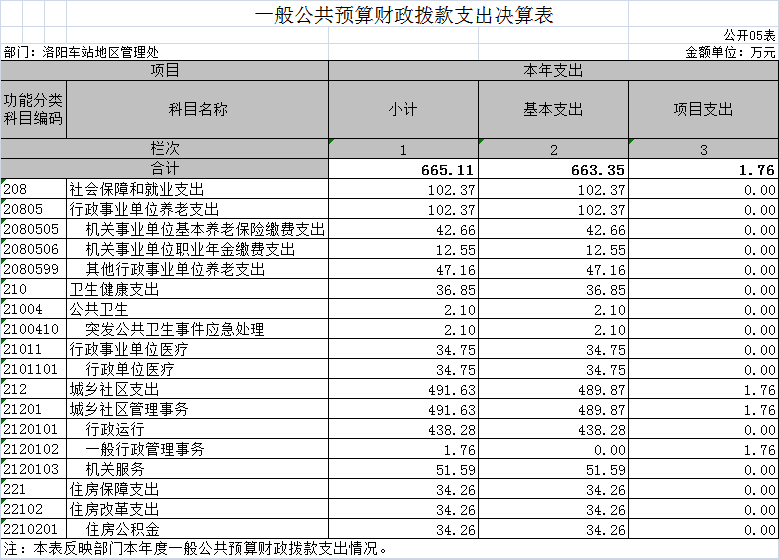 一般公共预算财政拨款支出决算表
公开05表
部门：洛阳车站地区管理处 金额单位：万元
项目 本年支出
功能分类科目编码 科目名称 小计 基本支出 项目支出
栏次 1 2 3
合计 665.11 663.35 1.76
208 社会保障和就业支出 102.37 102.37 0.00
20805 行政事业单位养老支出 102.37 102.37 0.00
2080505 机关事业单位基本养老保险缴费支出 42.66 42.66 0.00
2080506 机关事业单位职业年金缴费支出 12.55 12.55 0.00
2080599 其他行政事业单位养老支出 47.16 47.16 0.00
210 卫生健康支出 36.85 36.85 0.00
21004 公共卫生 2.10 2.10 0.00
2100410 突发公共卫生事件应急处理 2.10 2.10 0.00
21011 行政事业单位医疗 34.75 34.75 0.00
2101101 行政单位医疗 34.75 34.75 0.00
212 城乡社区支出 491.63 489.87 1.76
21201 城乡社区管理事务 491.63 489.87 1.76
2120101 行政运行 438.28 438.28 0.00
2120102 一般行政管理事务 1.76 0.00 1.76
2120103 机关服务 51.59 51.59 0.00
221 住房保障支出 34.26 34.26 0.00
22102 住房改革支出 34.26 34.26 0.00
2210201 住房公积金 34.26 34.26 0.00
注：本表反映部门本年度一般公共预算财政拨款支出情况。